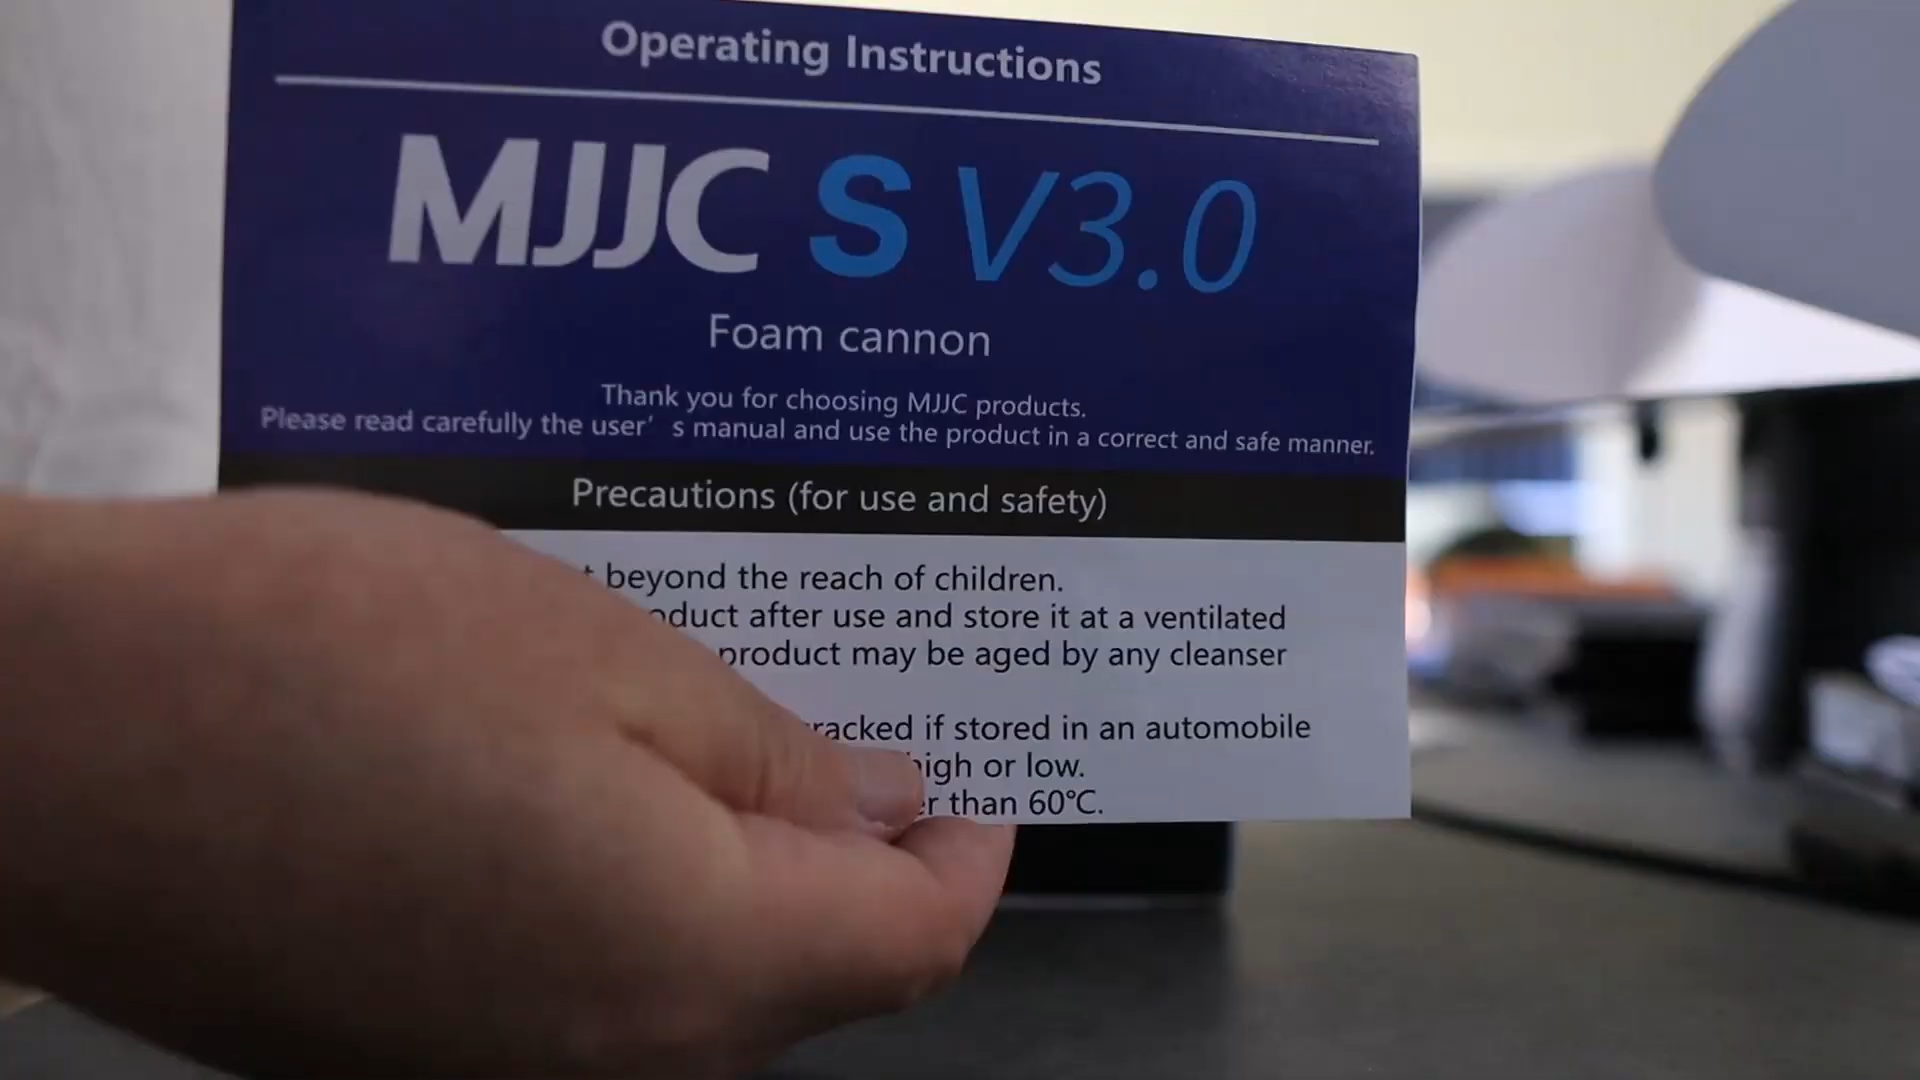 Operating Instructions
MJJC S V3.0
Foam cannon
Thank you for choosing MJJC products.
Please read carefully the user's manual and use the product in a correct and safe manner.
Precautions (for use and safety)
beyond the reach of children.
after use and store it at a ventilated
product may be aged by any cleanser
if stored in an automobile
or low.
than 60℃.